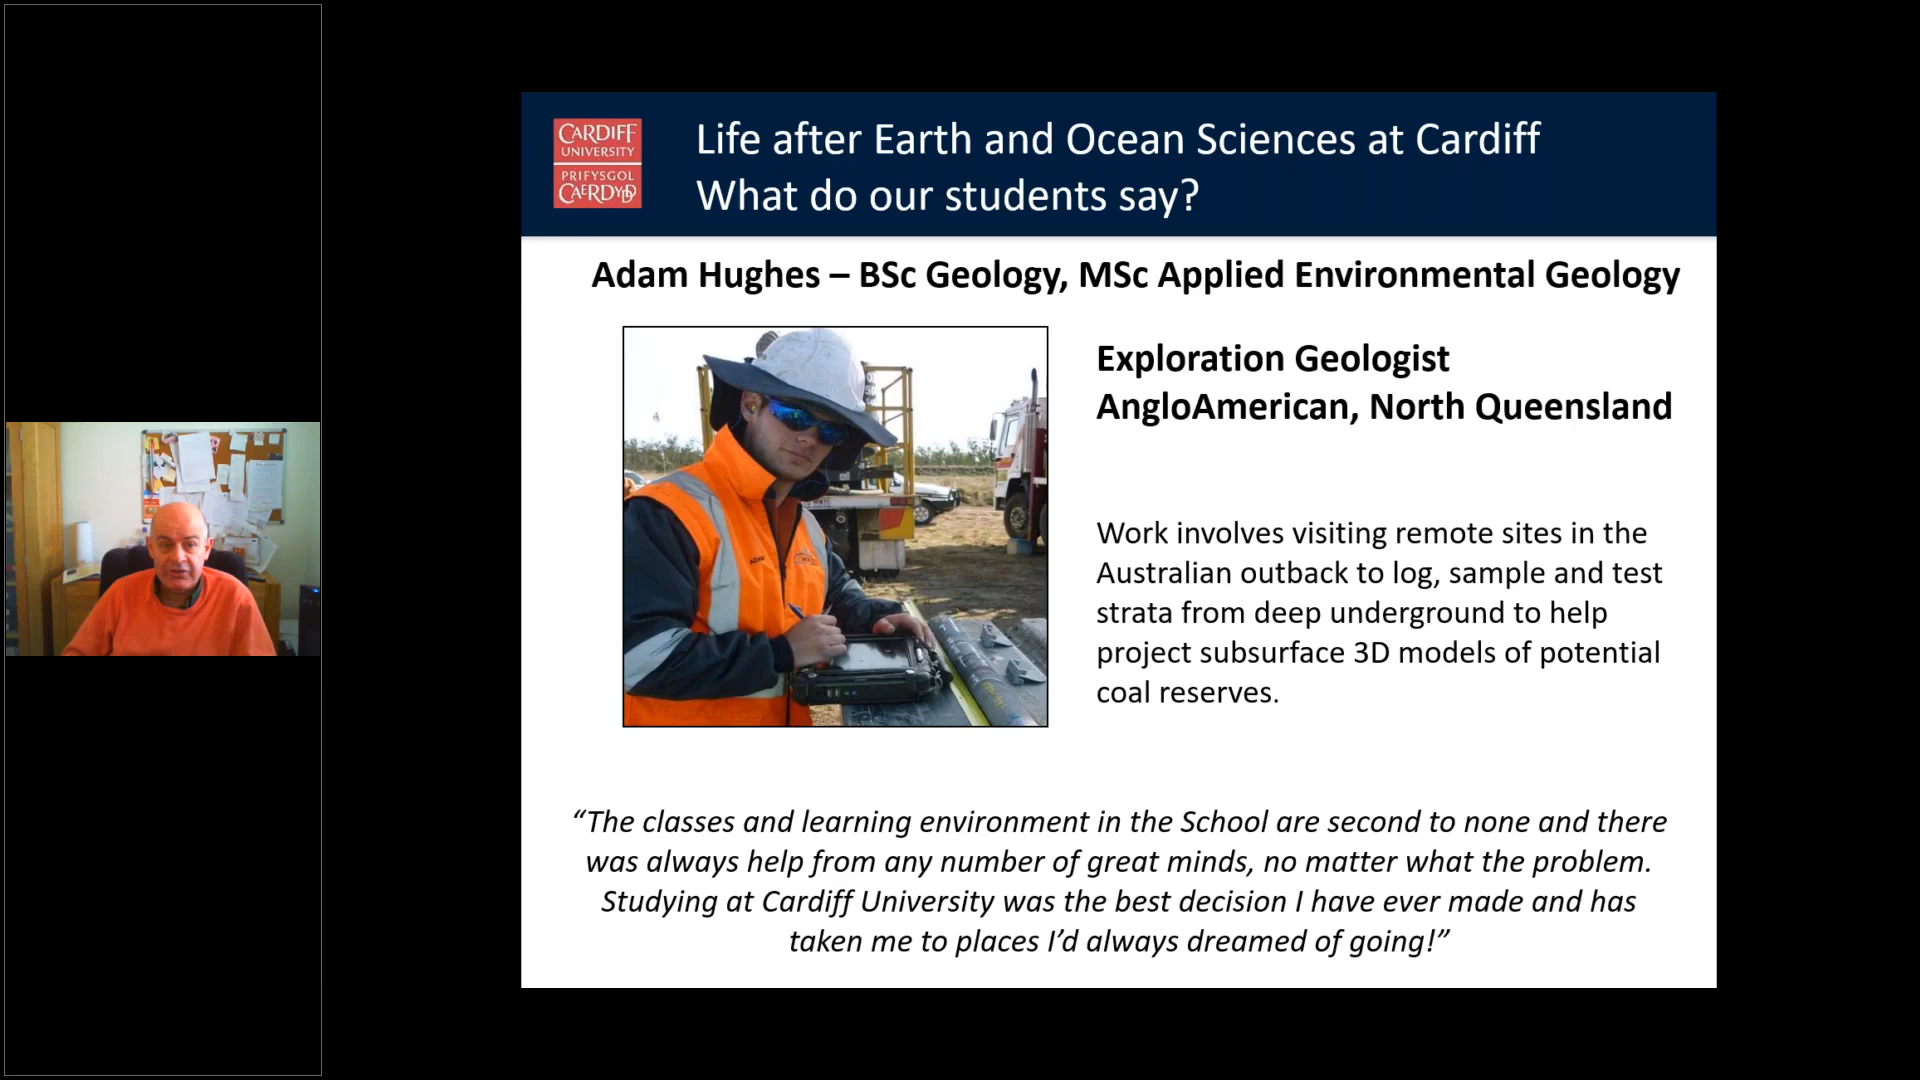 CARDIFF
UNIVERSITY
PRIFYSGOL
CAERDYDD
Life after Earth and Ocean Sciences at Cardiff
What do our students say?
Adam Hughes – BSc Geology, MSc Applied Environmental Geology
Exploration Geologist
AngloAmerican, North Queensland
Work involves visiting remote sites in the
Australian outback to log, sample and test
strata from deep underground to help
project subsurface 3D models of potential
coal reserves.
“The classes and learning environment in the School are second to none and there
was always help from any number of great minds, no matter what the problem.
Studying at Cardiff University was the best decision I have ever made and has
taken me to places I’d always dreamed of going!”